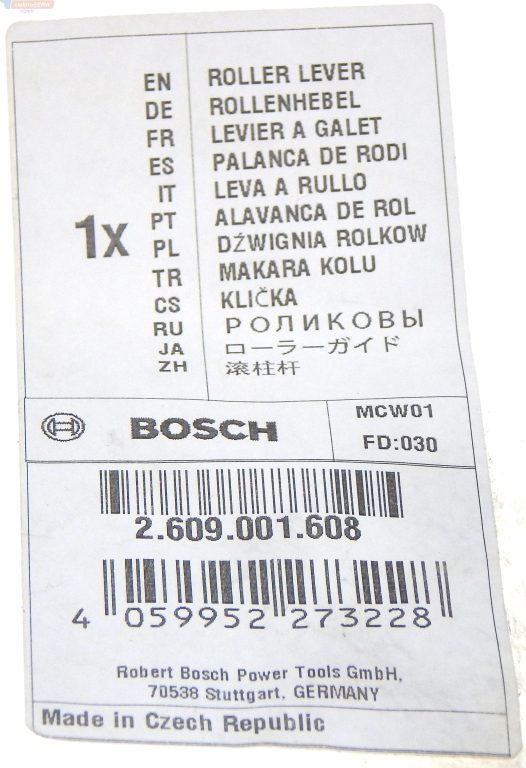 EN ROLLER LEVER
DE ROLLENHEBEL
FR LEVIER A GALET
ES PALANCA DE RODI
IT LEVA A RULLO
1x PT ALAVANCA DE ROL
PL DŹWIGNIA ROLKOW
TR MAKARA KOLU
CS KLIČKA
RU РОЛИКОВЫ
JA ローラーガイド
ZH 滚柱杆
BOSCH
MCW01
FD:030
2.609.001.608
4 059952 273228
Robert Bosch Power Tools GmbH,
70538 Stuttgart, GERMANY
Made in Czech Republic